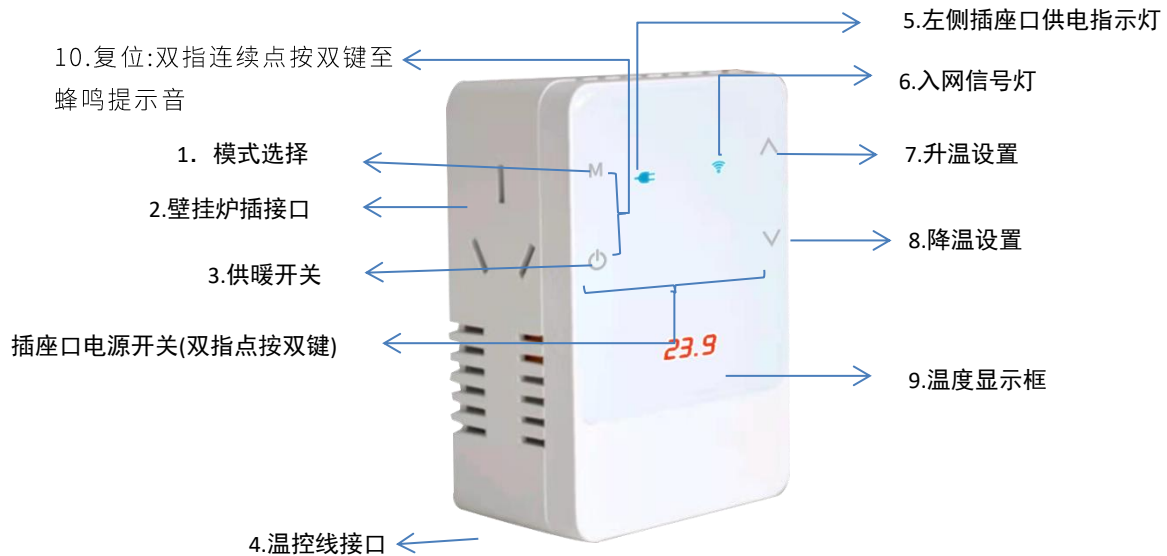 5.左侧插座口供电指示灯
10.复位:双指连续点按双键至
蜂鸣提示音
6.入网信号灯
1. 模式选择
M
7.升温设置
2.壁挂炉插接口
8.降温设置
3.供暖开关
插座口电源开关(双指点按双键)
23.9
9.温度显示框
4.温控线接口